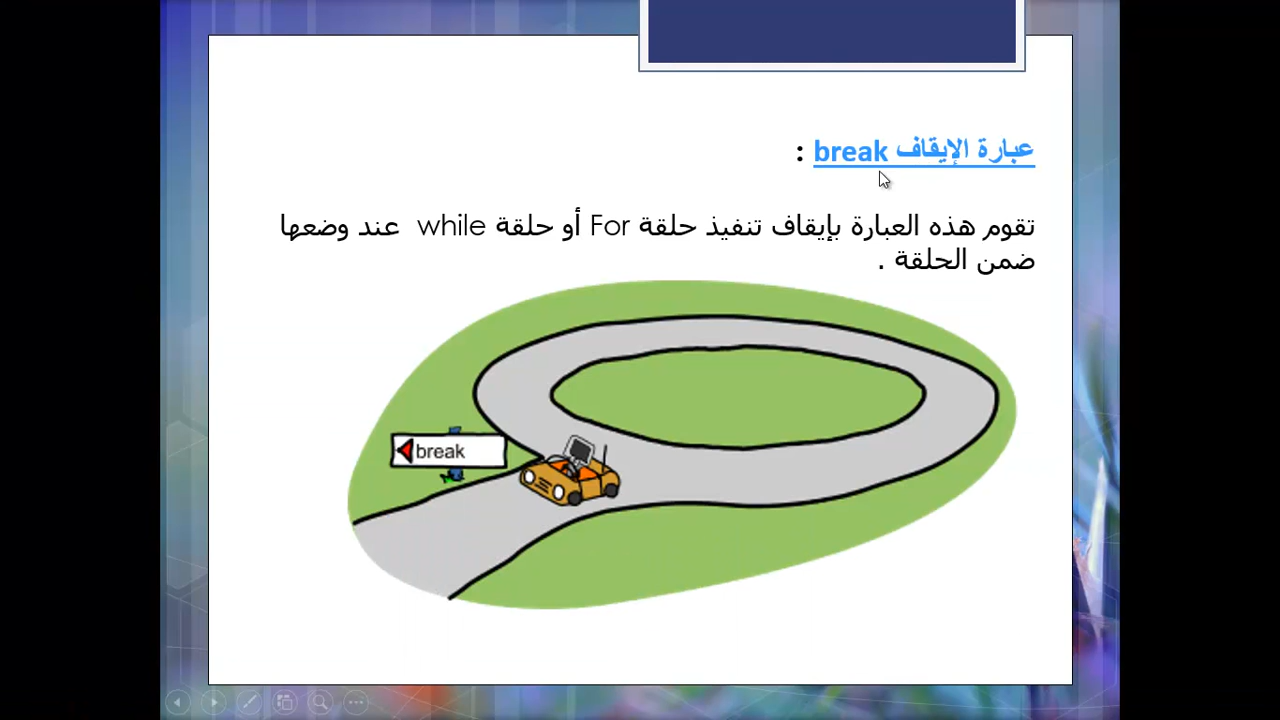 عبارة الإيقاف break :
تقوم هذه العبارة بإيقاف تنفيذ حلقة For أو حلقة while عند وضعها
ضمن الحلقة .
break